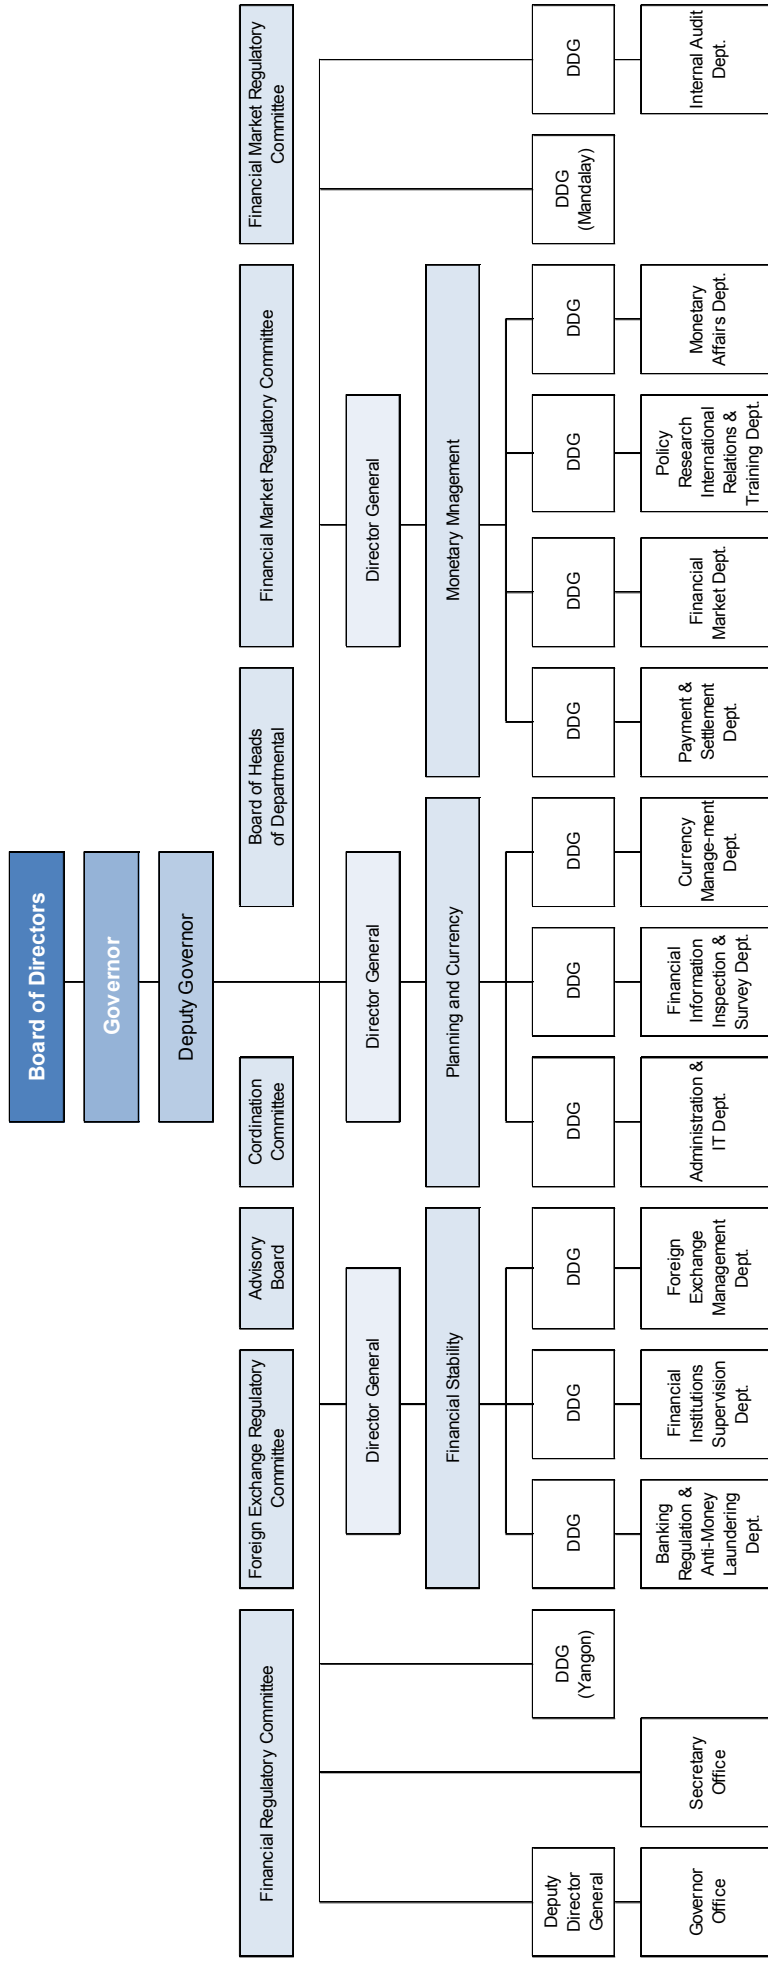 Board of Directors
Governor
Deputy Governor
Financial Regulatory Committee
Foreign Exchange Regulatory
Committee
Advisory
Board
Cordination
Committee
Board of Heads
of Departmental
Financial Market Regulatory Committee
Financial Market Regulatory
Committee
Director General
Director General
Director General
Financial Stability
Planning and Currency
Monetary Mnagement
Deputy
Director
General
DDG
(Yangon)
DDG
DDG
DDG
DDG
DDG
DDG
DDG
DDG
DDG
DDG
DDG
(Mandalay)
DDG
Governor
Office
Secretary
Office
Banking
Regulation &
Anti-Money
Laundering
Dept.
Financial
Institutions
Supervision
Dept.
Foreign
Exchange
Management
Dept.
Administration &
IT Dept.
Financial
Information
Inspection &
Survey Dept.
Currency
Manage-ment
Dept.
Payment &
Settlement
Dept.
Financial
Market Dept.
Policy
Research
International
Relations &
Training Dept.
Monetary
Affairs Dept.
Internal Audit
Dept.